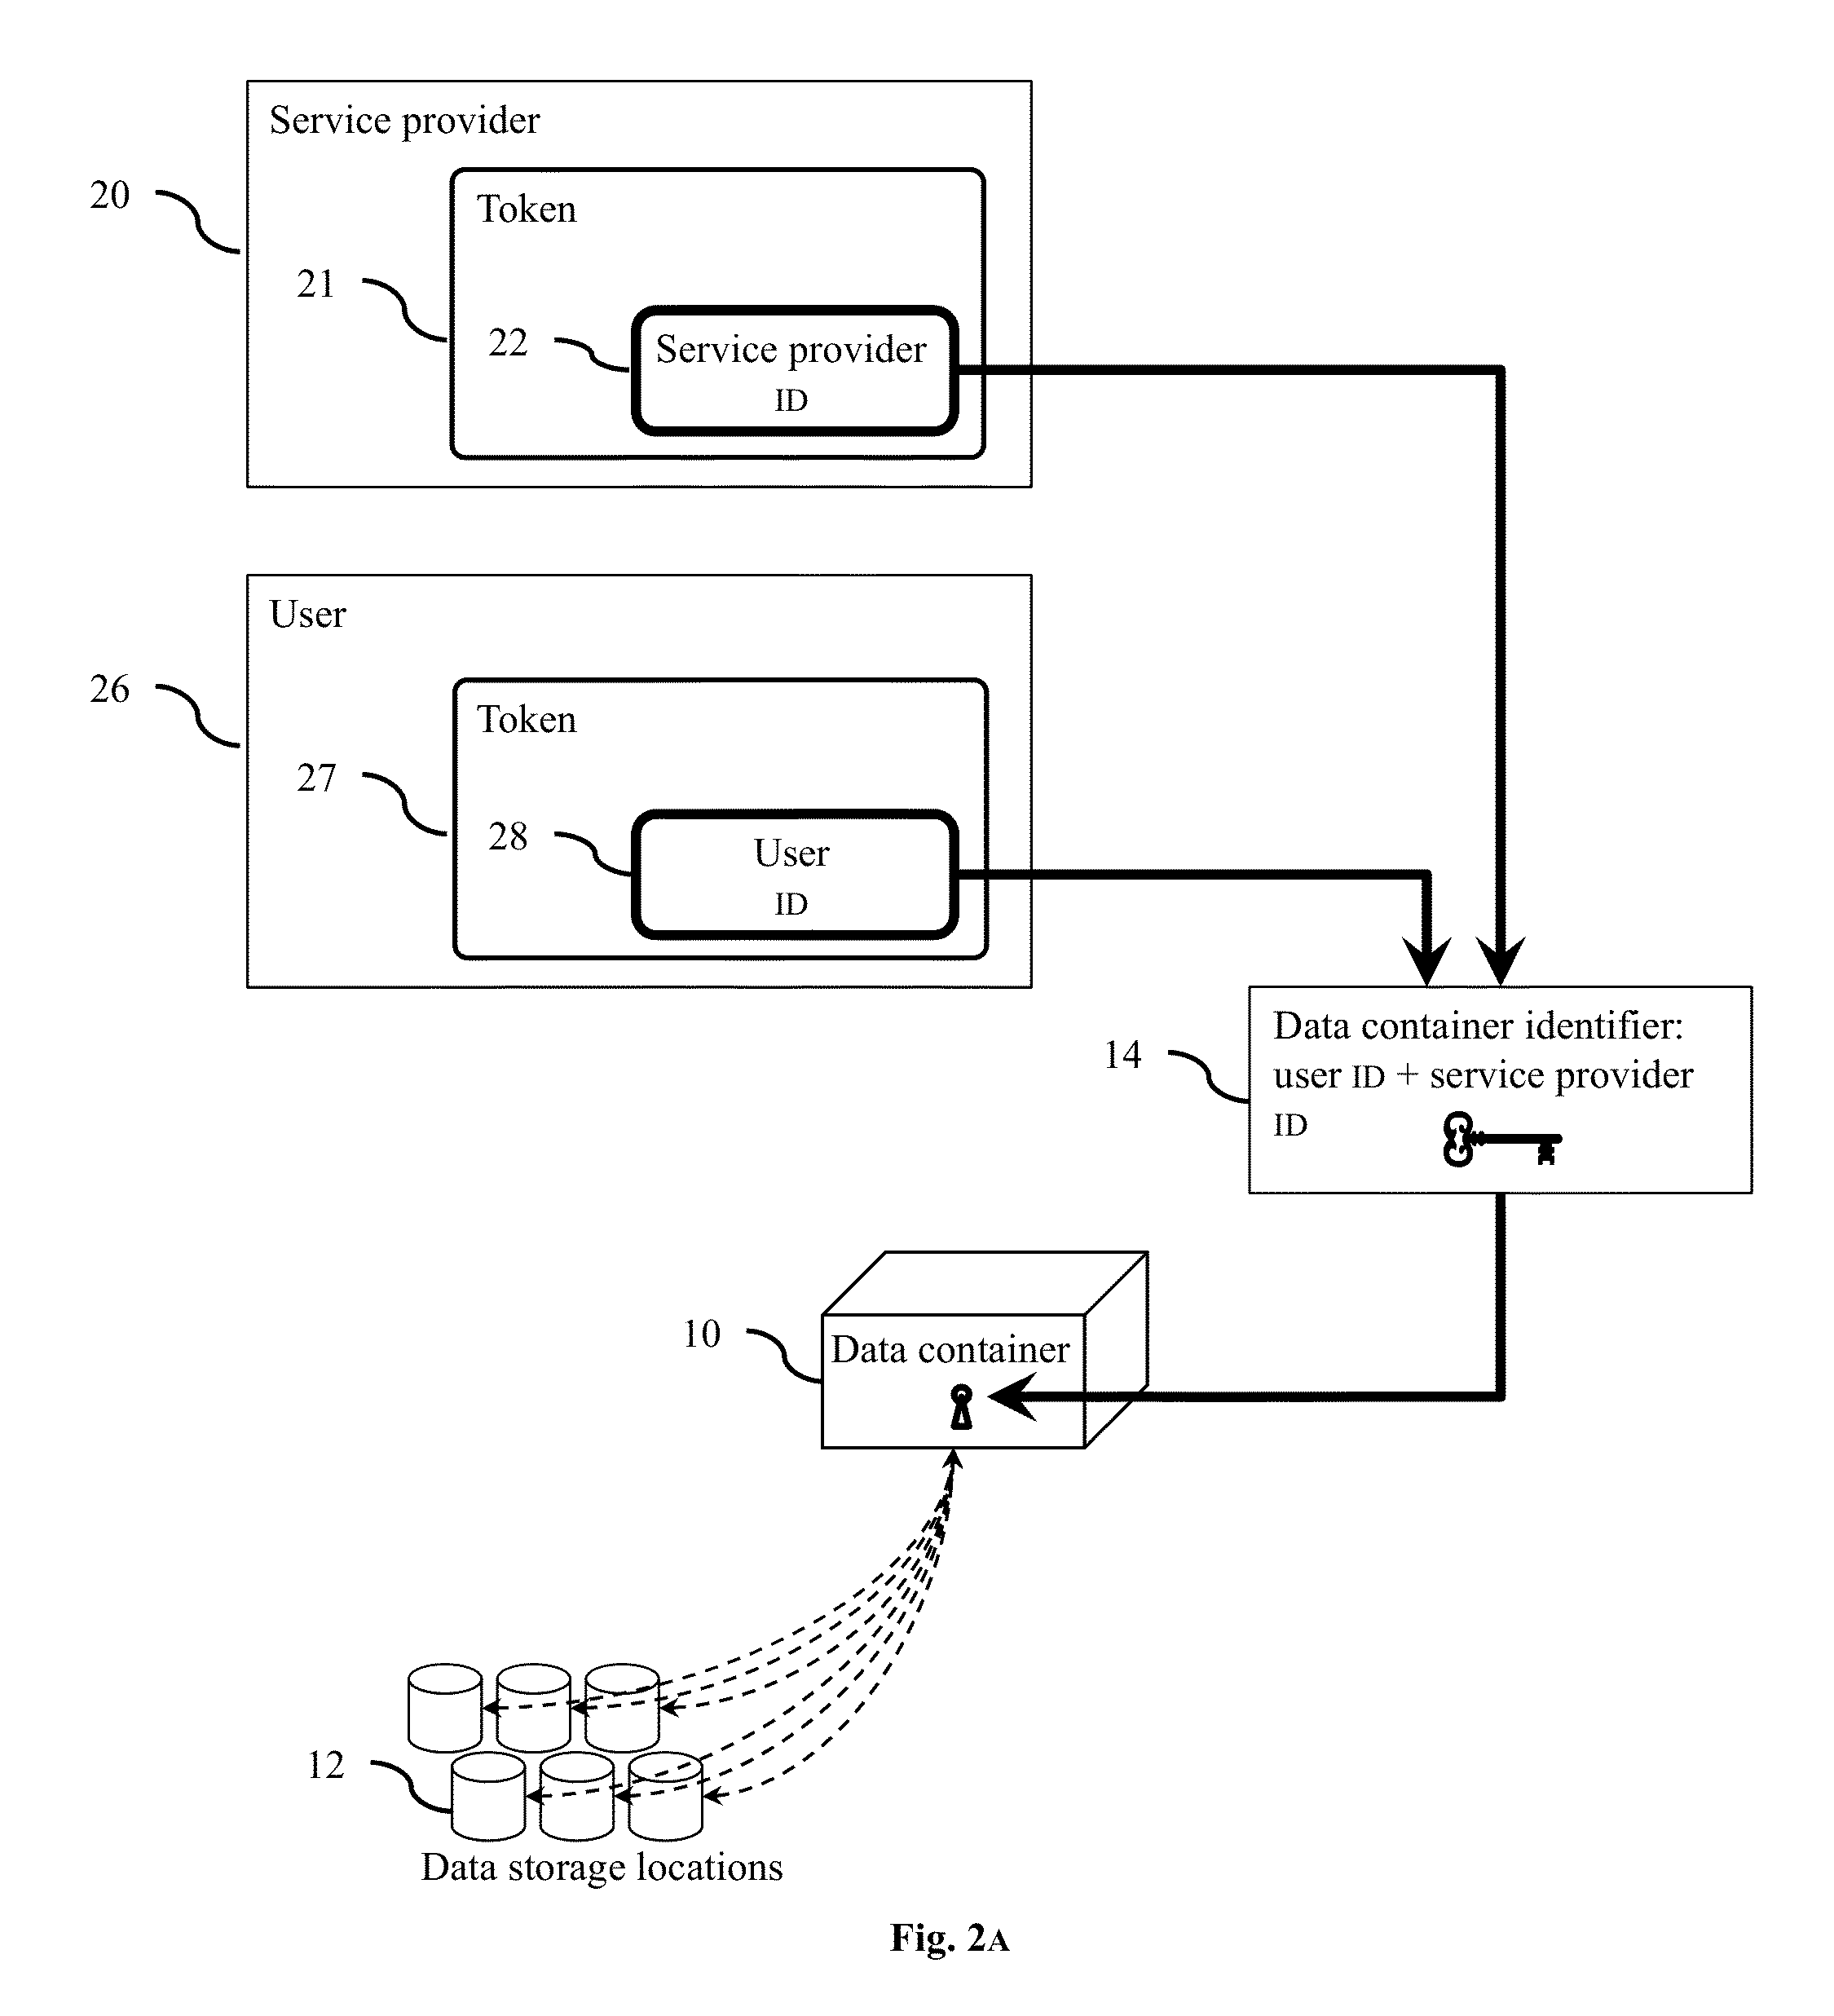 Service provider
20
Token
21
22
Service provider
ID
User
26
Token
27
28
User
ID
Data container identifier:
14
user ID + service provider
ID
10
Data container
12
Data storage locations
Fig. 2A